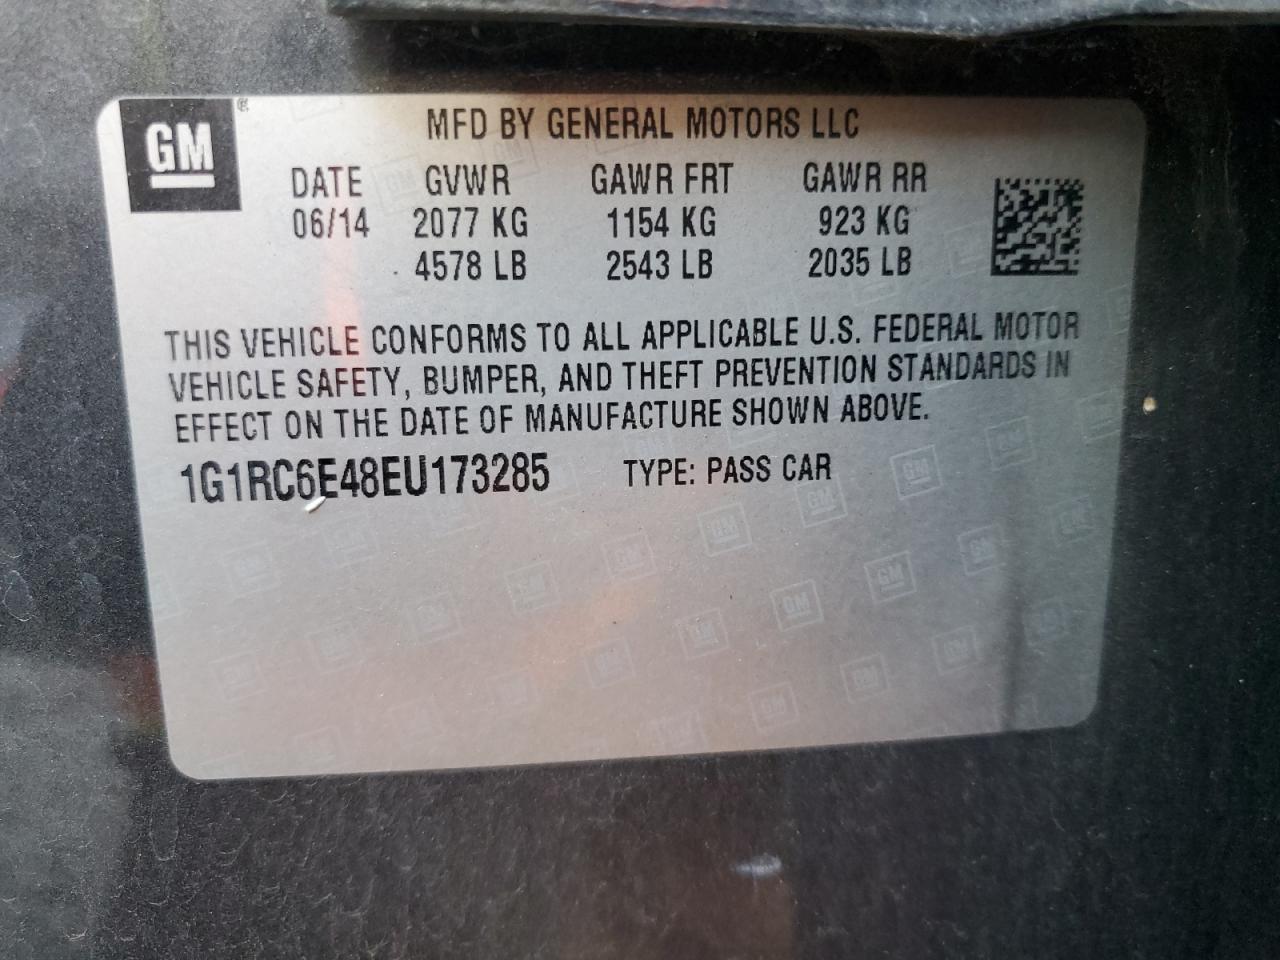 GM ®
MFD BY GENERAL MOTORS LLC
DATE GVWR GAWR FRT GAWR RR
06/14 2077 KG 1154 KG 923 KG
4578 LB 2543 LB 2035 LB
THIS VEHICLE CONFORMS TO ALL APPLICABLE U.S. FEDERAL MOTOR
VEHICLE SAFETY, BUMPER, AND THEFT PREVENTION STANDARDS IN
EFFECT ON THE DATE OF MANUFACTURE SHOWN ABOVE.
1G1RC6E48EU173285 TYPE: PASS CAR